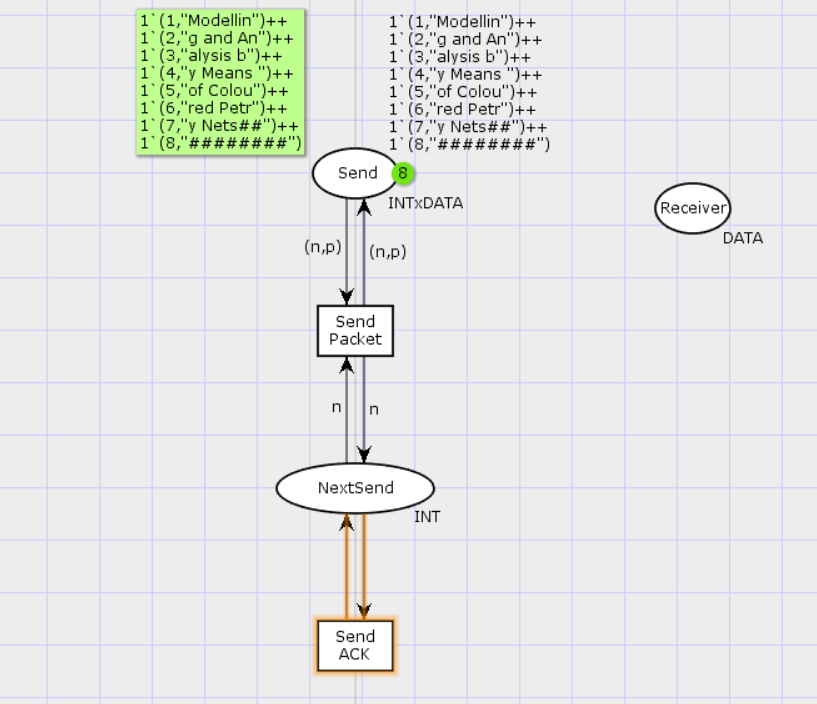 1`(1,"Modellin")++
1`(2,"g and An")++
1`(3,"alysis b")++
1`(4,"y Means ")++
1`(5,"of Colou")++
1`(6,"red Petr")++
1`(7,"y Nets##")++
1`(8,"########")
1`(1,"Modellin")++
1`(2,"g and An")++
1`(3,"alysis b")++
1`(4,"y Means ")++
1`(5,"of Colou")++
1`(6,"red Petr")++
1`(7,"y Nets##")++
1`(8,"########")
Send
8
INTxDATA
Receiver
DATA
(n,p)
(n,p)
Send
Packet
n
n
NextSend
INT
Send
ACK